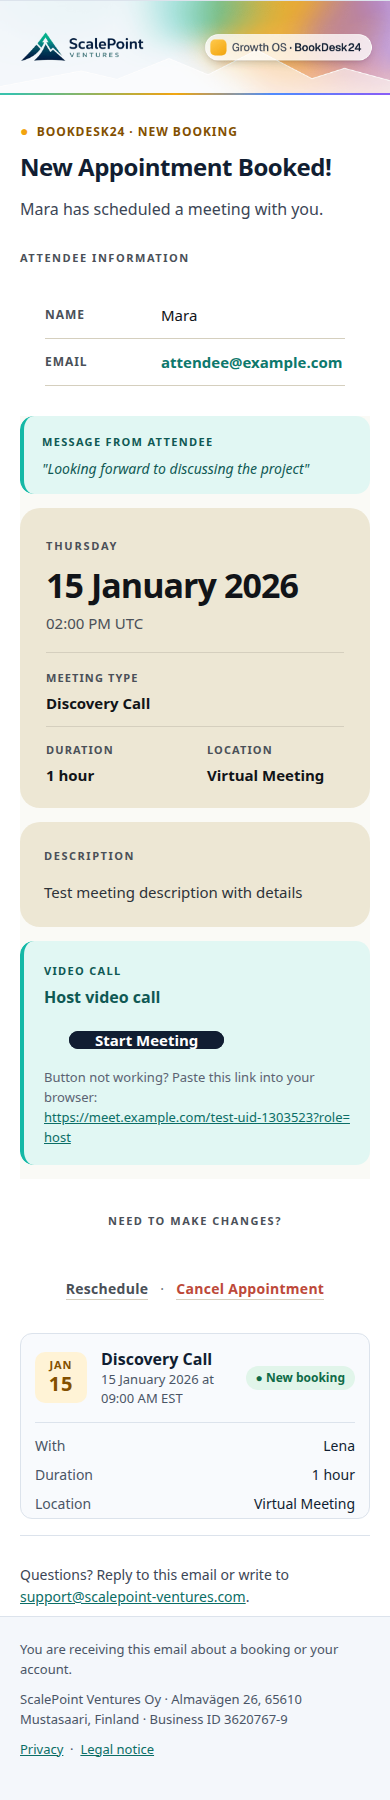 ScalePoint
VENTURES
Growth OS · BookDesk24
BOOKDESK24 · NEW BOOKING
New Appointment Booked!
Mara has scheduled a meeting with you.
ATTENDEE INFORMATION
NAME Mara
EMAIL attendee@example.com
MESSAGE FROM ATTENDEE
"Looking forward to discussing the project"
THURSDAY
15 January 2026
02:00 PM UTC
MEETING TYPE
Discovery Call
DURATION LOCATION
1 hour Virtual Meeting
DESCRIPTION
Test meeting description with details
VIDEO CALL
Host video call
Start Meeting
Button not working? Paste this link into your
browser:
https://meet.example.com/test-uid-1303523?role=
host
NEED TO MAKE CHANGES?
Reschedule · Cancel Appointment
JAN
15
Discovery Call
15 January 2026 at
09:00 AM EST
● New booking
With Lena
Duration 1 hour
Location Virtual Meeting
Questions? Reply to this email or write to
support@scalepoint-ventures.com.
You are receiving this email about a booking or your
account.
ScalePoint Ventures Oy · Almavägen 26, 65610
Mustasaari, Finland · Business ID 3620767-9
Privacy · Legal notice